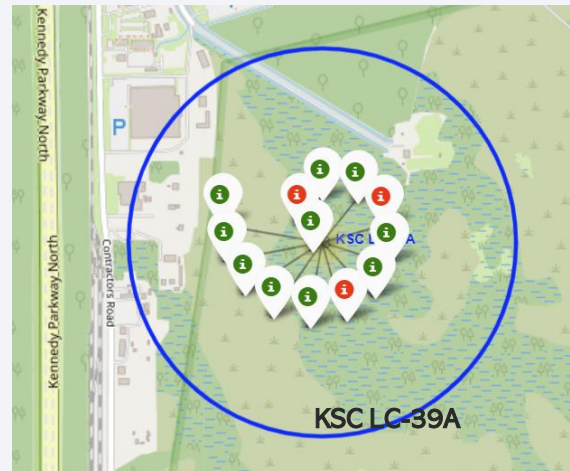 Kennedy Parkway North
P
Contractors Road
Kennedy Parkway North
KSC L
A
KSC LC-39A